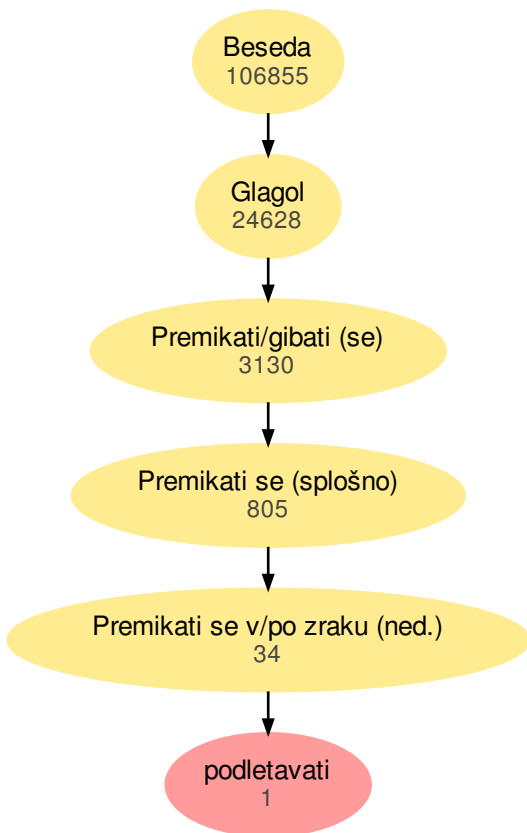 Beseda
106855
Glagol
24628
Premikati/gibati (se)
3130
Premikati se (splošno)
805
Premikati se v/po zraku (ned.)
34
podletavati
1